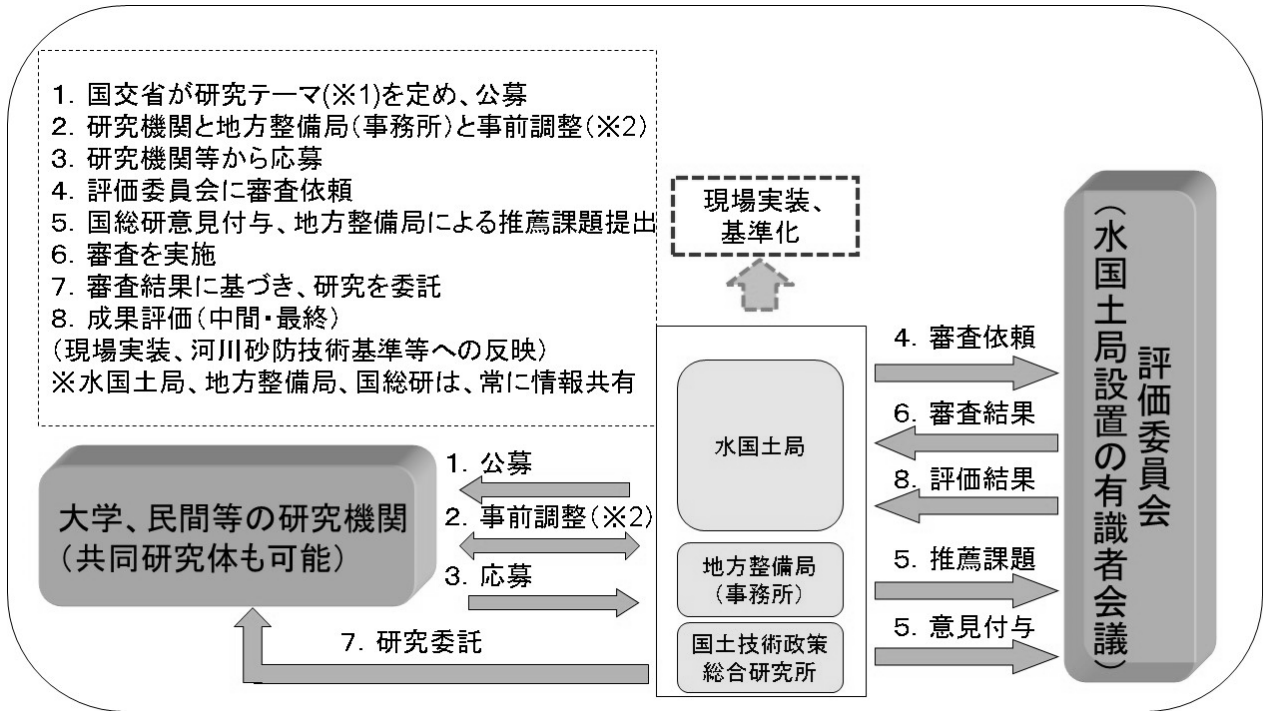 1. 国交省が研究テーマ(※1)を定め、公募
2. 研究機関と地方整備局(事務所)と事前調整(※2)
3. 研究機関等から応募
4. 評価委員会に審査依頼
5. 国総研意見付与、地方整備局による推薦課題提出
6. 審査を実施
7. 審査結果に基づき、研究を委託
8. 成果評価(中間・最終)
(現場実装、河川砂防技術基準等への反映)
※水国土局、地方整備局、国総研は、常に情報共有
現場実装、
基準化
大学、民間等の研究機関
(共同研究体も可能)
1. 公募
2. 事前調整(※2)
3. 応募
7. 研究委託
水国土局
地方整備局
(事務所)
国土技術政策
総合研究所
4. 審査依頼
6. 審査結果
8. 評価結果
5. 推薦課題
5. 意見付与
評価委員会
(水国土局設置の有識者会議)